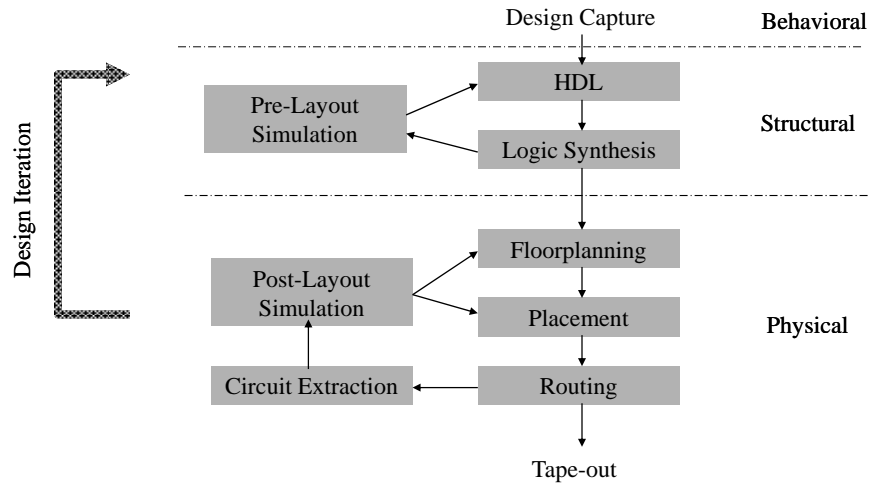 Design Capture
Behavioral
HDL
Pre-Layout
Simulation
Structural
Logic Synthesis
Design Iteration
Floorplanning
Post-Layout
Simulation
Placement
Physical
Circuit Extraction
Routing
Tape-out